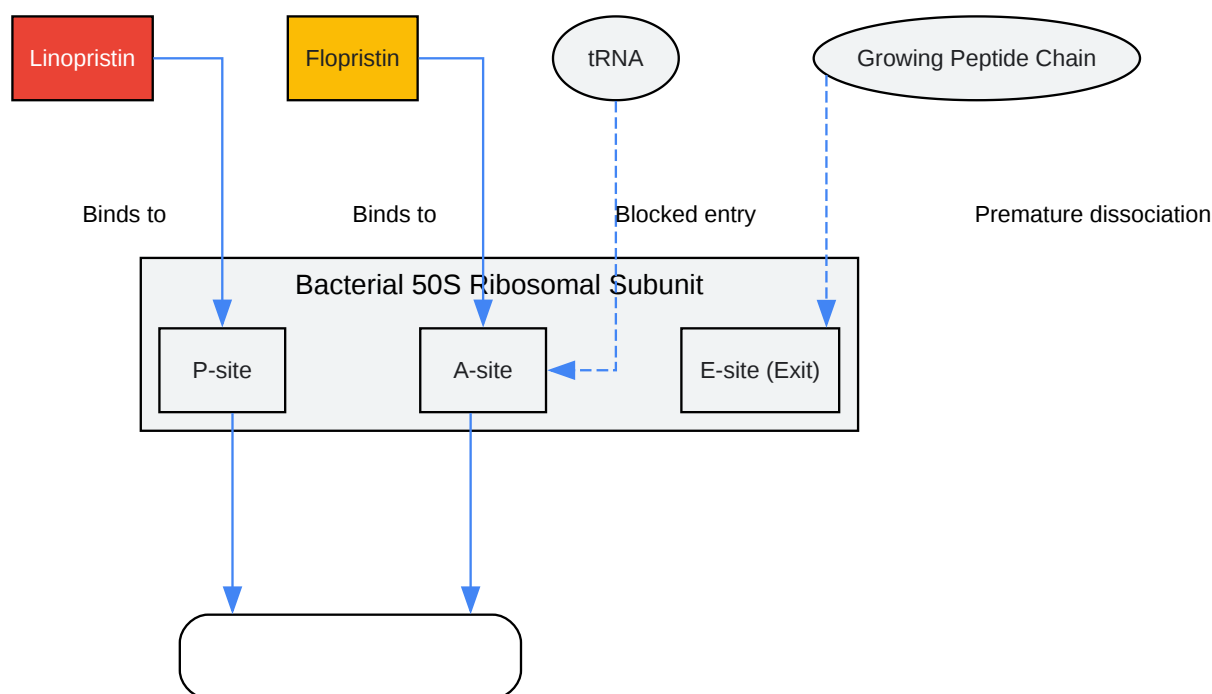 Linopristin
Flopristin
tRNA
Growing Peptide Chain
Binds to
Binds to
Blocked entry
Premature dissociation
Bacterial 50S Ribosomal Subunit
P-site
A-site
E-site (Exit)